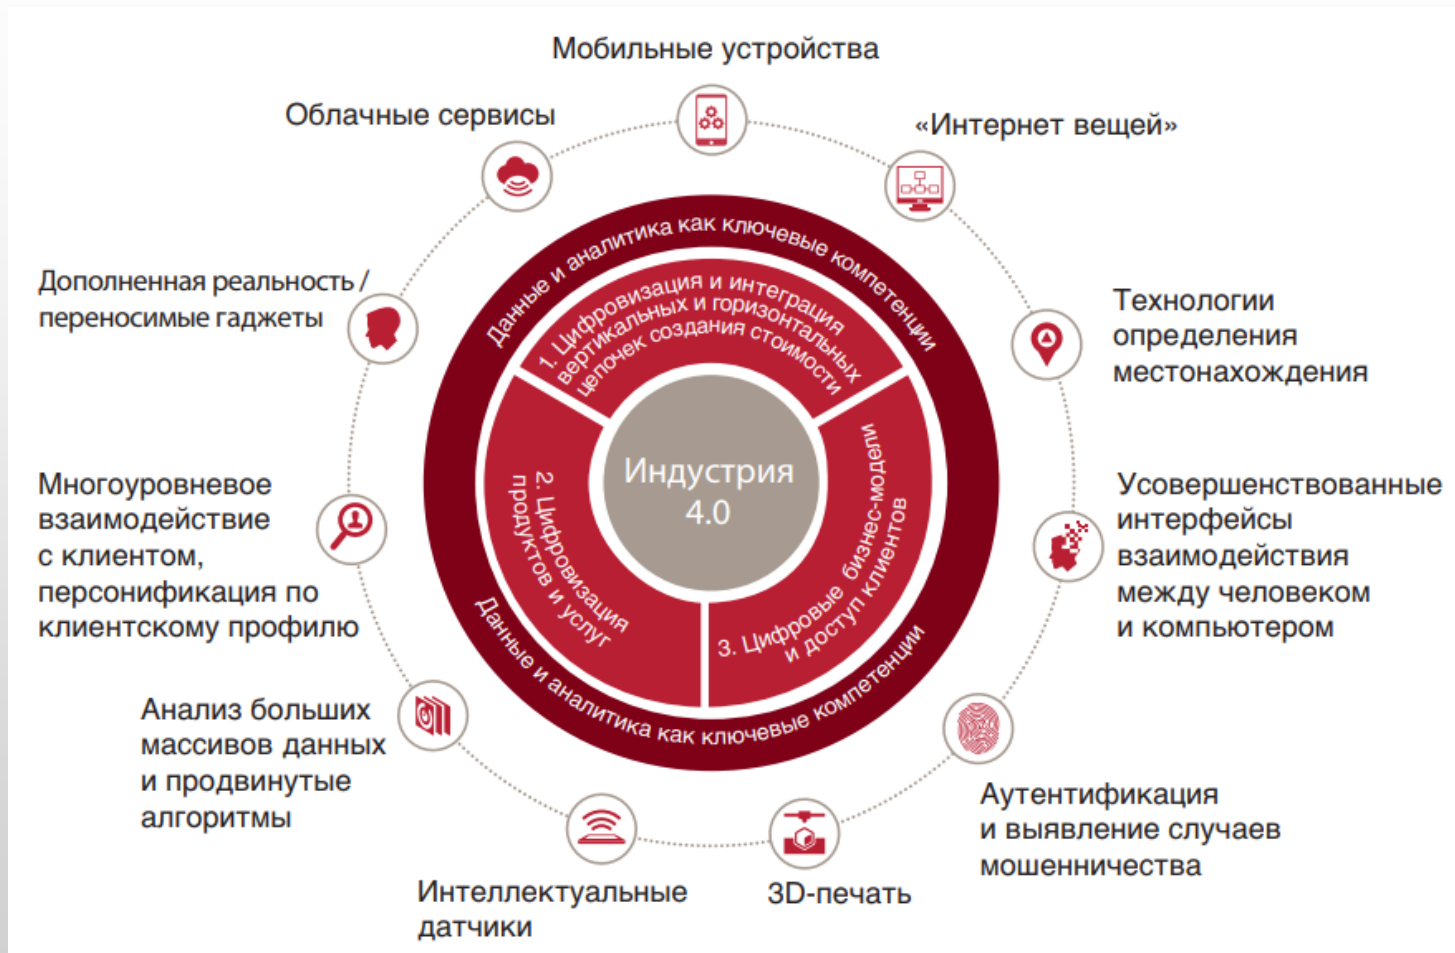 Мобильные устройства
Облачные сервисы
«Интернет вещей»
Дополненная реальность /
переносимые гаджеты
Технологии
определения
местонахождения
Многоуровневое
взаимодействие
с клиентом,
персонификация по
клиентскому профилю
Усовершенствованные
интерфейсы
взаимодействия
между человеком
и компьютером
Анализ больших
массивов данных
и продвинутые
алгоритмы
Аутентификация
и выявление случаев
мошенничества
Интеллектуальные
датчики
3D-печать
Данные и аналитика как ключевые компетенции
1. Цифровизация и интеграция
вертикальных и горизонтальных
цепочек создания стоимости
2. Цифровизация
продуктов и услуг
3. Цифровые бизнес-модели
и доступ клиентов
Индустрия
4.0
Данные и аналитика как ключевые компетенции